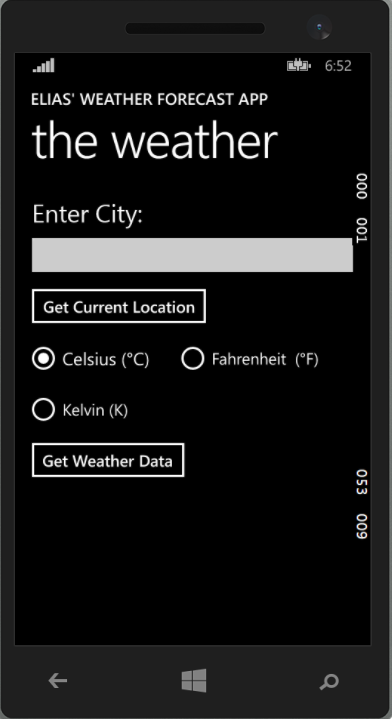 6:52
ELIAS' WEATHER FORECAST APP
the weather
000 001
Enter City:
Get Current Location
Celsius (°C) Fahrenheit (°F)
Kelvin (K)
Get Weather Data
053 009